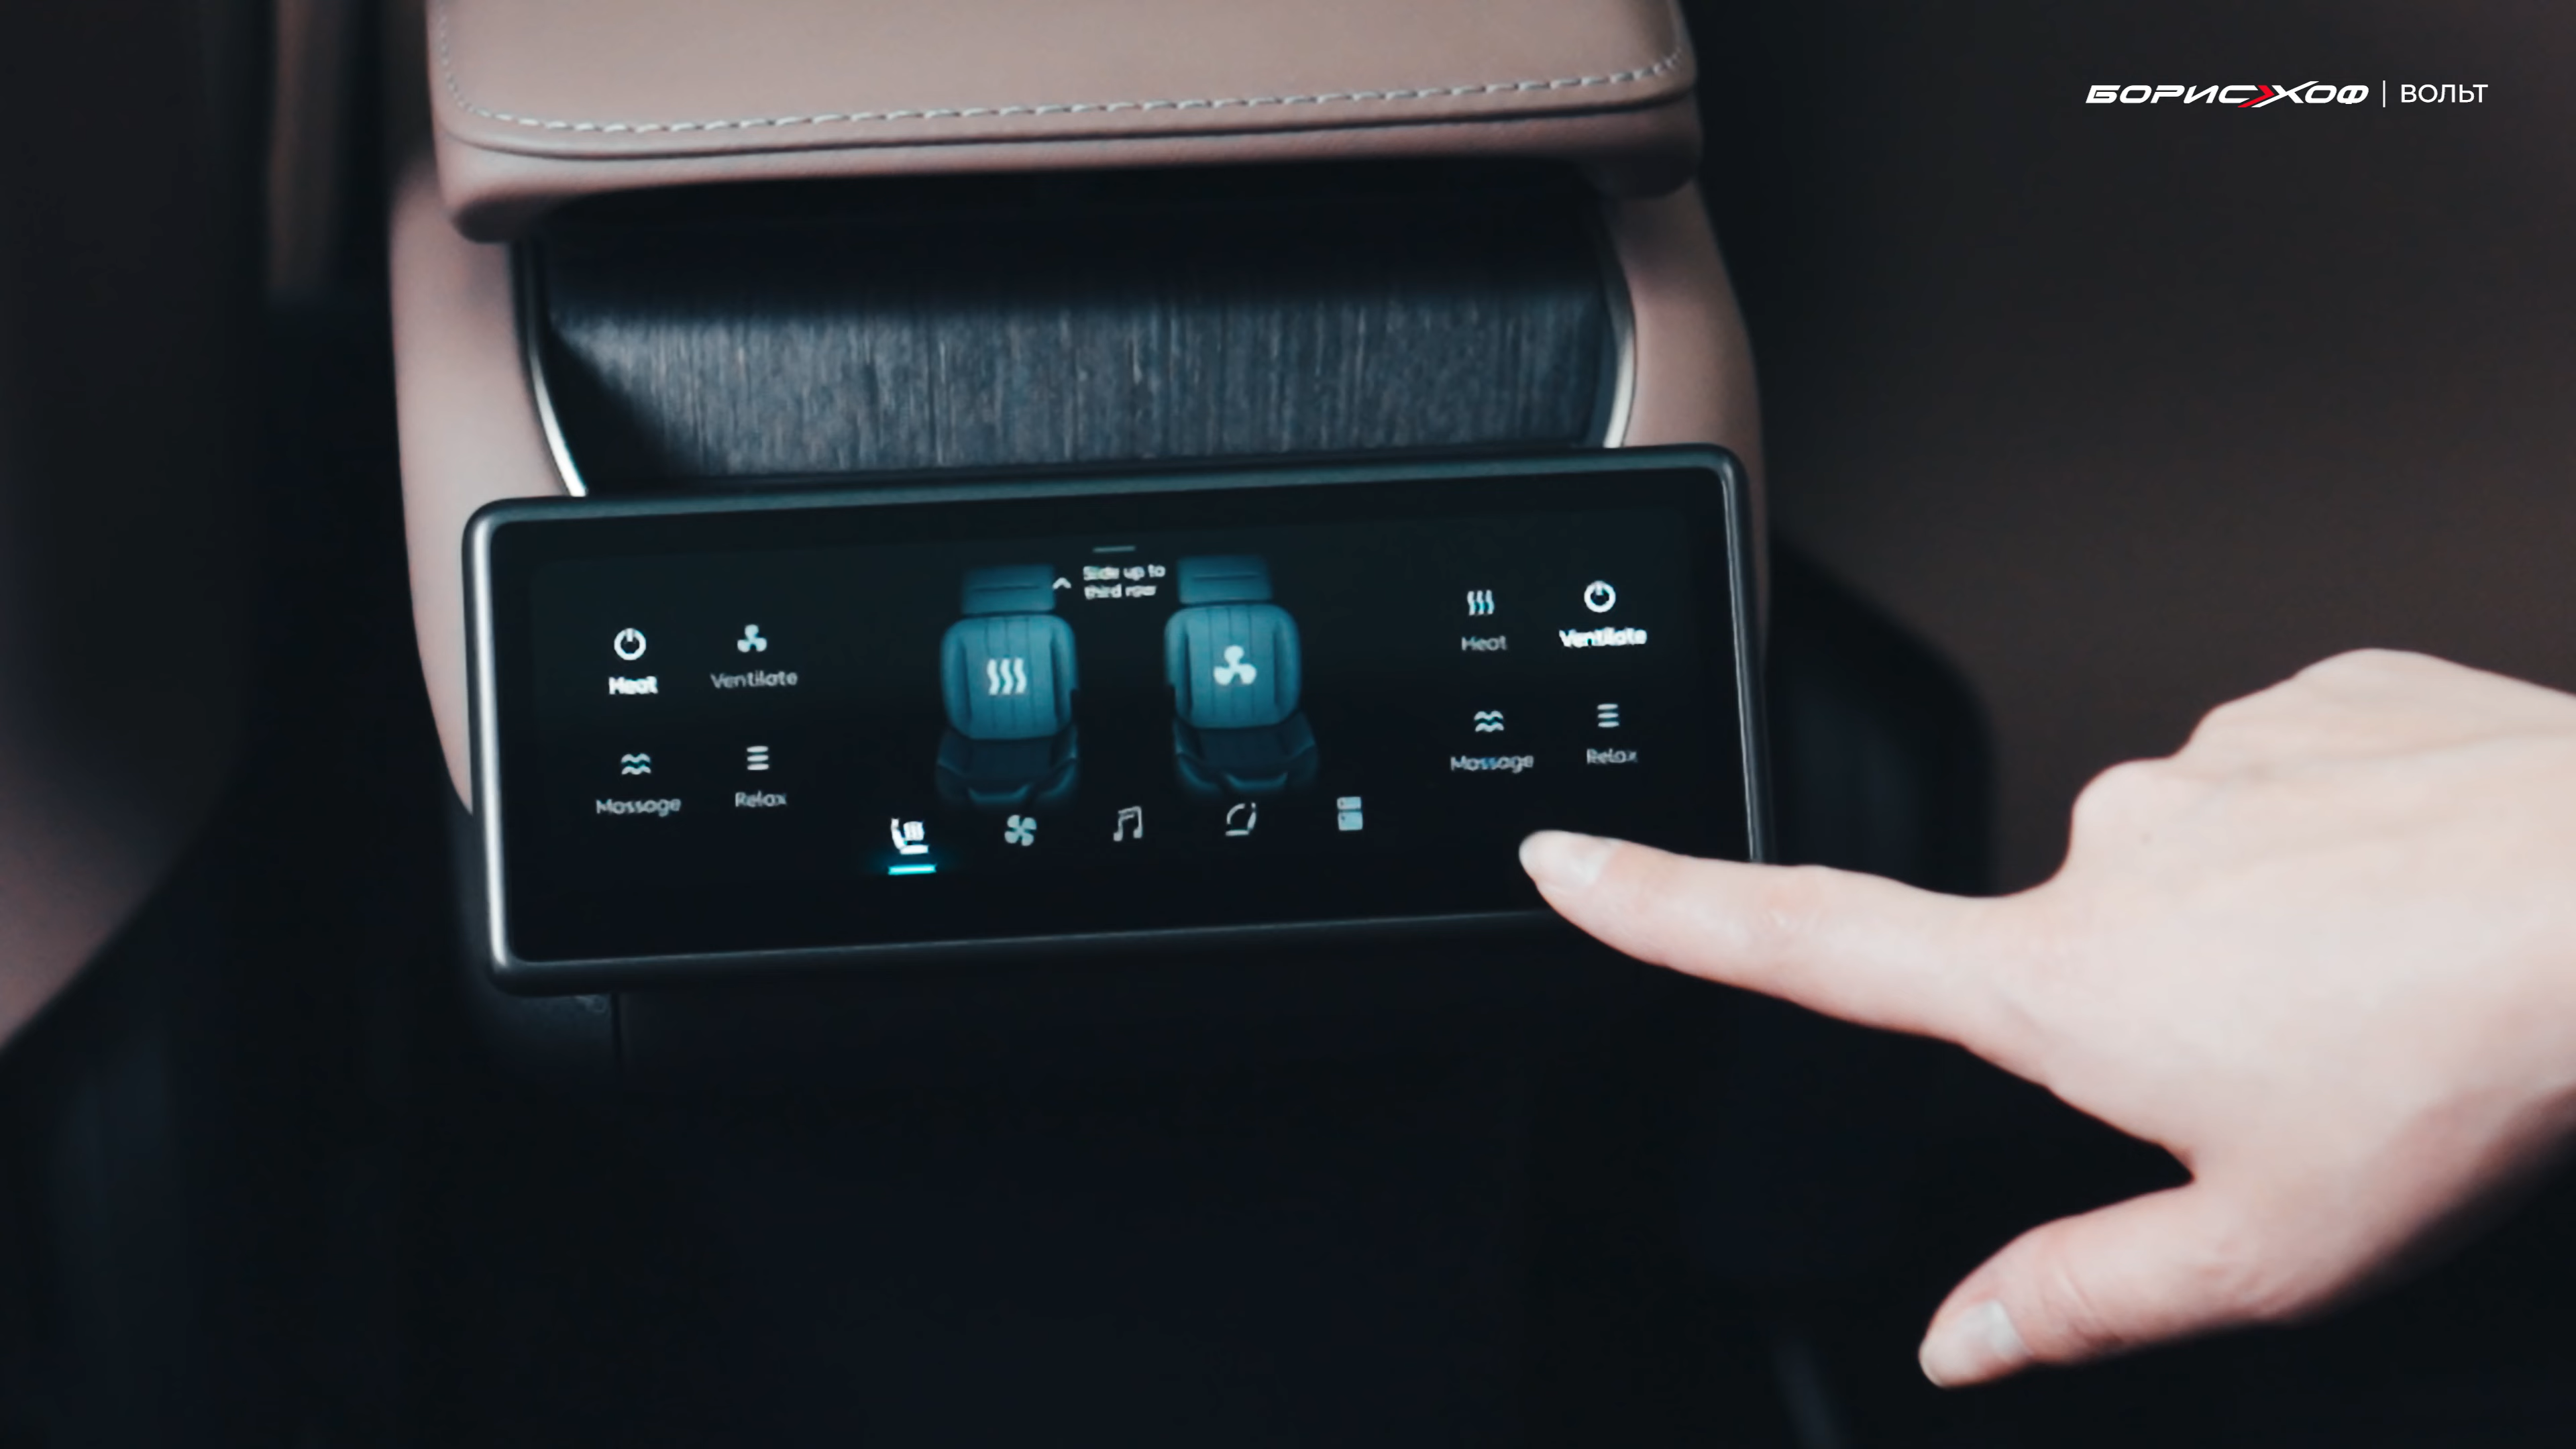 БОРИСХОФ | ВОЛЬТ
Slide up to
third row
Heat Ventilate
Massage Relax
Heat Ventilate
Massage Relax